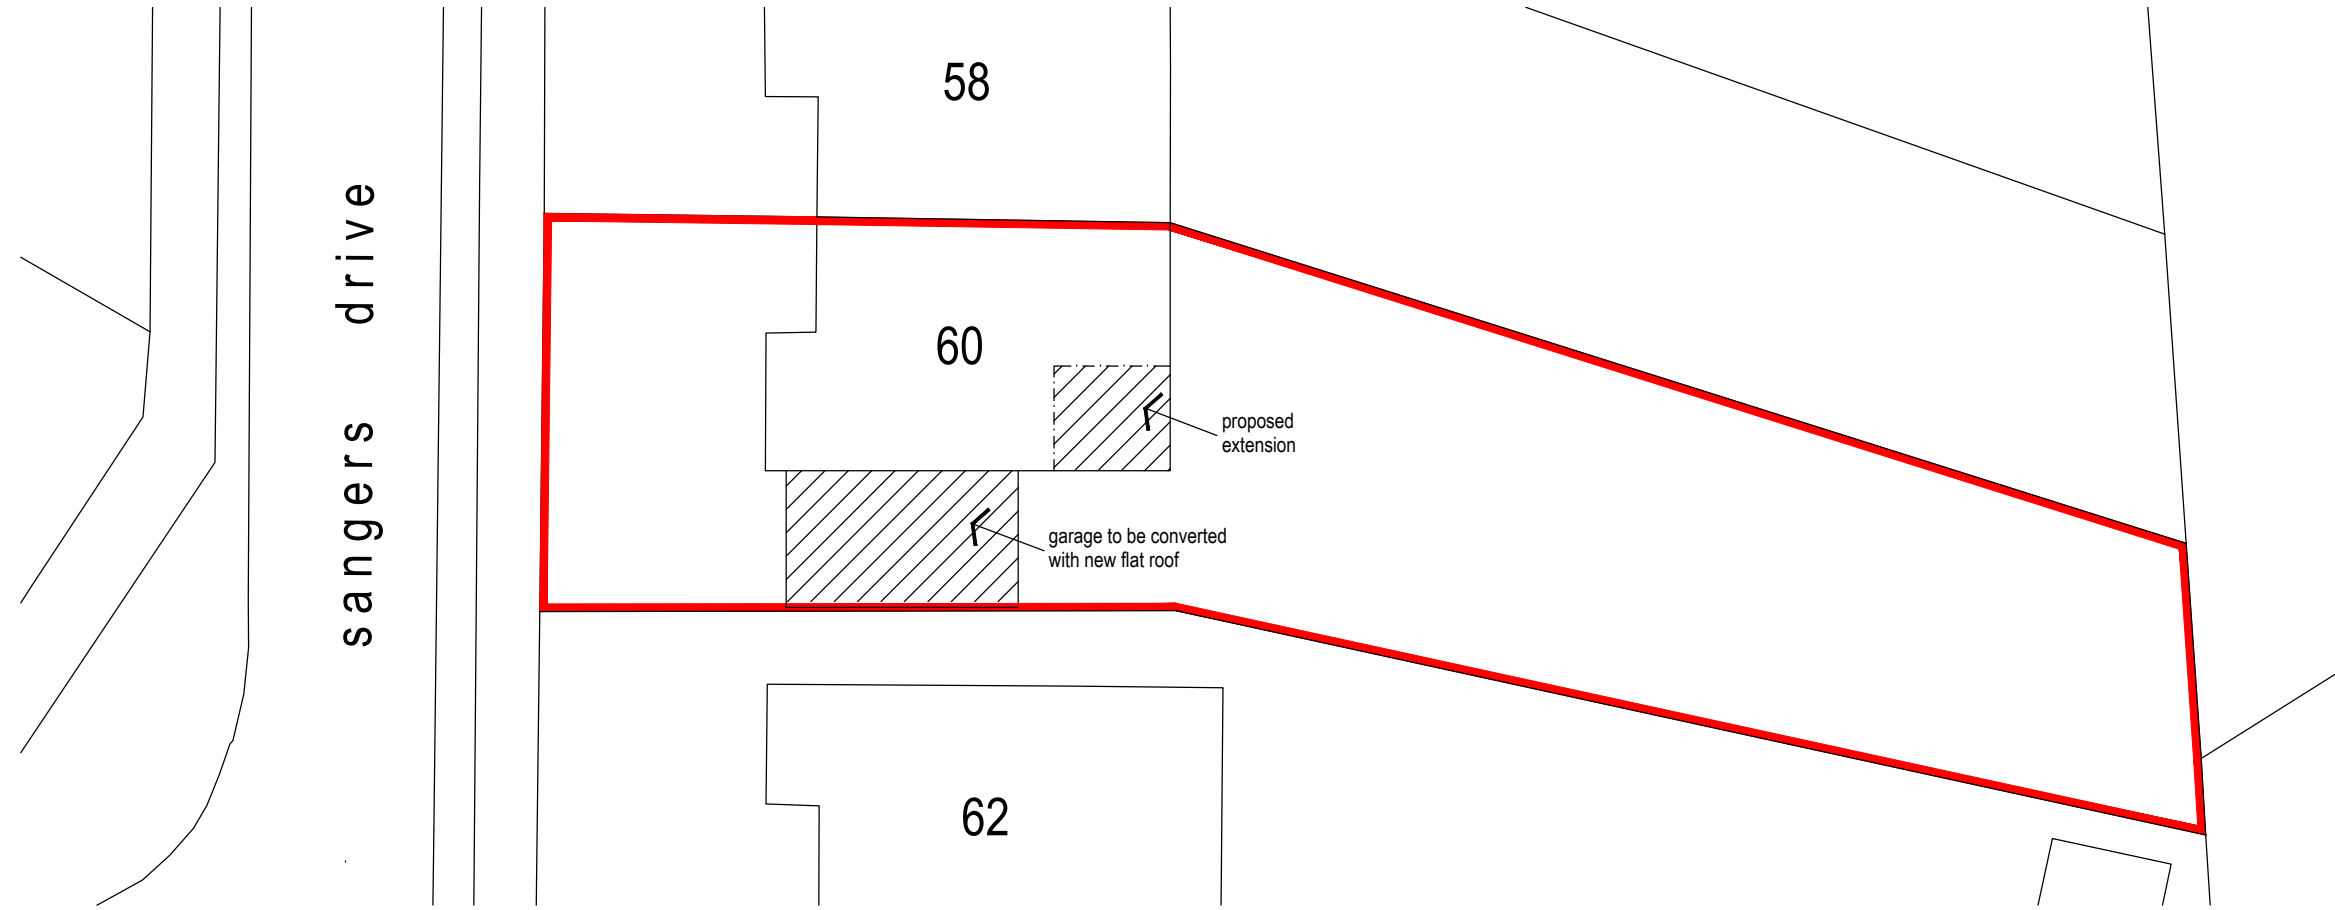 58
sangers drive
60
proposed
extension
garage to be converted
with new flat roof
62